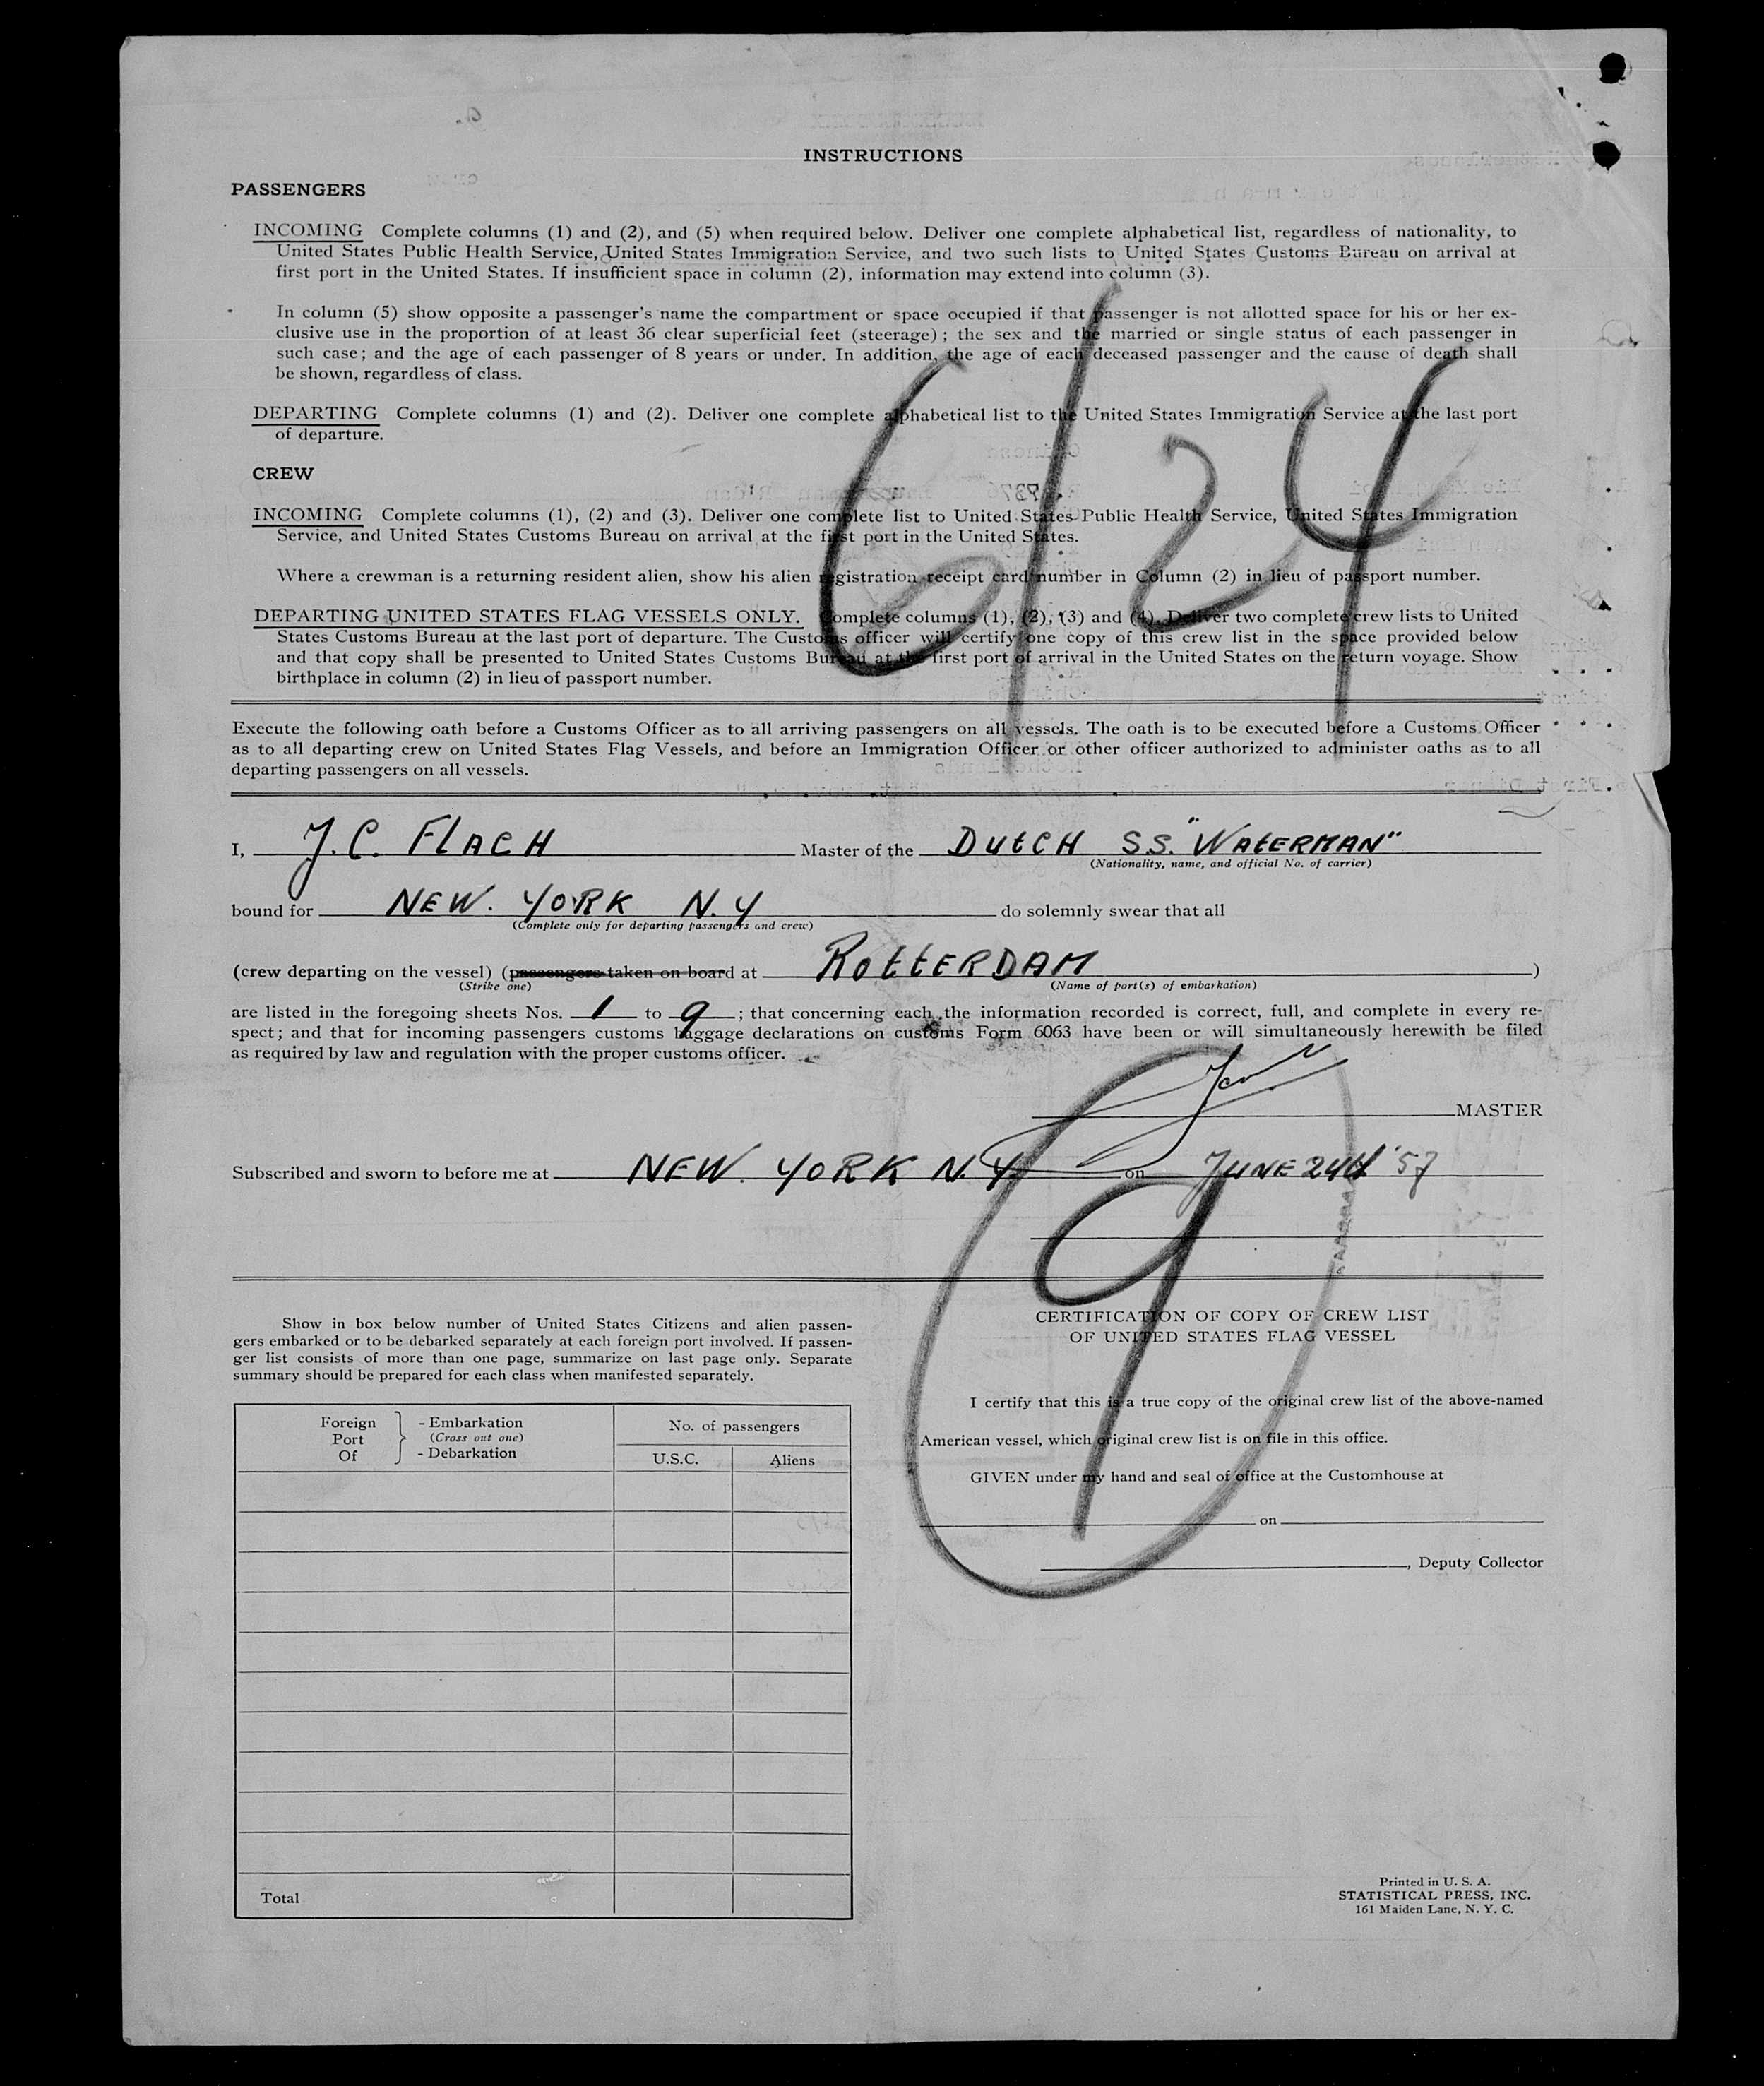 INSTRUCTIONS
PASSENGERS
INCOMING Complete columns (1) and (2), and (5) when required below. Deliver one complete alphabetical list, regardless of nationality, to
United States Public Health Service, United States Immigration Service, and two such lists to United States Customs Bureau on arrival at
first port in the United States. If insufficient space in column (2), information may extend into column (3).
In column (5) show opposite a passenger's name the compartment or space occupied if that passenger is not allotted space for his or her ex-
clusive use in the proportion of at least 36 clear superficial feet (steerage); the sex and the married or single status of each passenger in
such case; and the age of each passenger of 8 years or under. In addition, the age of each deceased passenger and the cause of death shall
be shown, regardless of class.
DEPARTING Complete columns (1) and (2). Deliver one complete alphabetical list to the United States Immigration Service at the last port
of departure.
6/24
CREW
INCOMING Complete columns (1), (2) and (3). Deliver one complete list to United States Public Health Service, United States Immigration
Service, and United States Customs Bureau on arrival at the first port in the United States.
Where a crewman is a returning resident alien, show his alien registration receipt card number in Column (2) in lieu of passport number.
DEPARTING UNITED STATES FLAG VESSELS ONLY. Complete columns (1), (2), (3) and (4). Deliver two complete crew lists to United
States Customs Bureau at the last port of departure. The Customs officer will certify one copy of this crew list in the space provided below
and that copy shall be presented to United States Customs Bureau at the first port of arrival in the United States on the return voyage. Show
birthplace in column (2) in lieu of passport number.
Execute the following oath before a Customs Officer as to all arriving passengers on all vessels. The oath is to be executed before a Customs Officer
as to all departing crew on United States Flag Vessels, and before an Immigration Officer or other officer authorized to administer oaths as to all
departing passengers on all vessels.
I, J.C. FLACH Master of the DUTCH S.S. "WATERMAN"
(Nationality, name, and official No. of carrier)
bound for NEW. YORK N.Y do solemnly swear that all
(Complete only for departing passengers and crew)
(crew departing on the vessel) (passengers taken on board at ROTTERDAM )
(Strike one) (Name of port(s) of embarkation)
are listed in the foregoing sheets Nos. 1 to 9 ; that concerning each the information recorded is correct, full, and complete in every re-
spect; and that for incoming passengers customs baggage declarations on customs Form 6063 have been or will simultaneously herewith be filed
as required by law and regulation with the proper customs officer.
MASTER
Subscribed and sworn to before me at NEW. YORK N.Y. on JUNE 24th '57
9
Show in box below number of United States Citizens and alien passen-
gers embarked or to be debarked separately at each foreign port involved. If passen-
ger list consists of more than one page, summarize on last page only. Separate
summary should be prepared for each class when manifested separately.
Foreign Port Of } - Embarkation (Cross out one) - Debarkation
No. of passengers
U.S.C. Aliens
Total
CERTIFICATION OF COPY OF CREW LIST
OF UNITED STATES FLAG VESSEL
I certify that this is a true copy of the original crew list of the above-named
American vessel, which original crew list is on file in this office.
GIVEN under my hand and seal of office at the Customhouse at
on
, Deputy Collector
Printed in U. S. A.
STATISTICAL PRESS, INC.
161 Maiden Lane, N. Y. C.